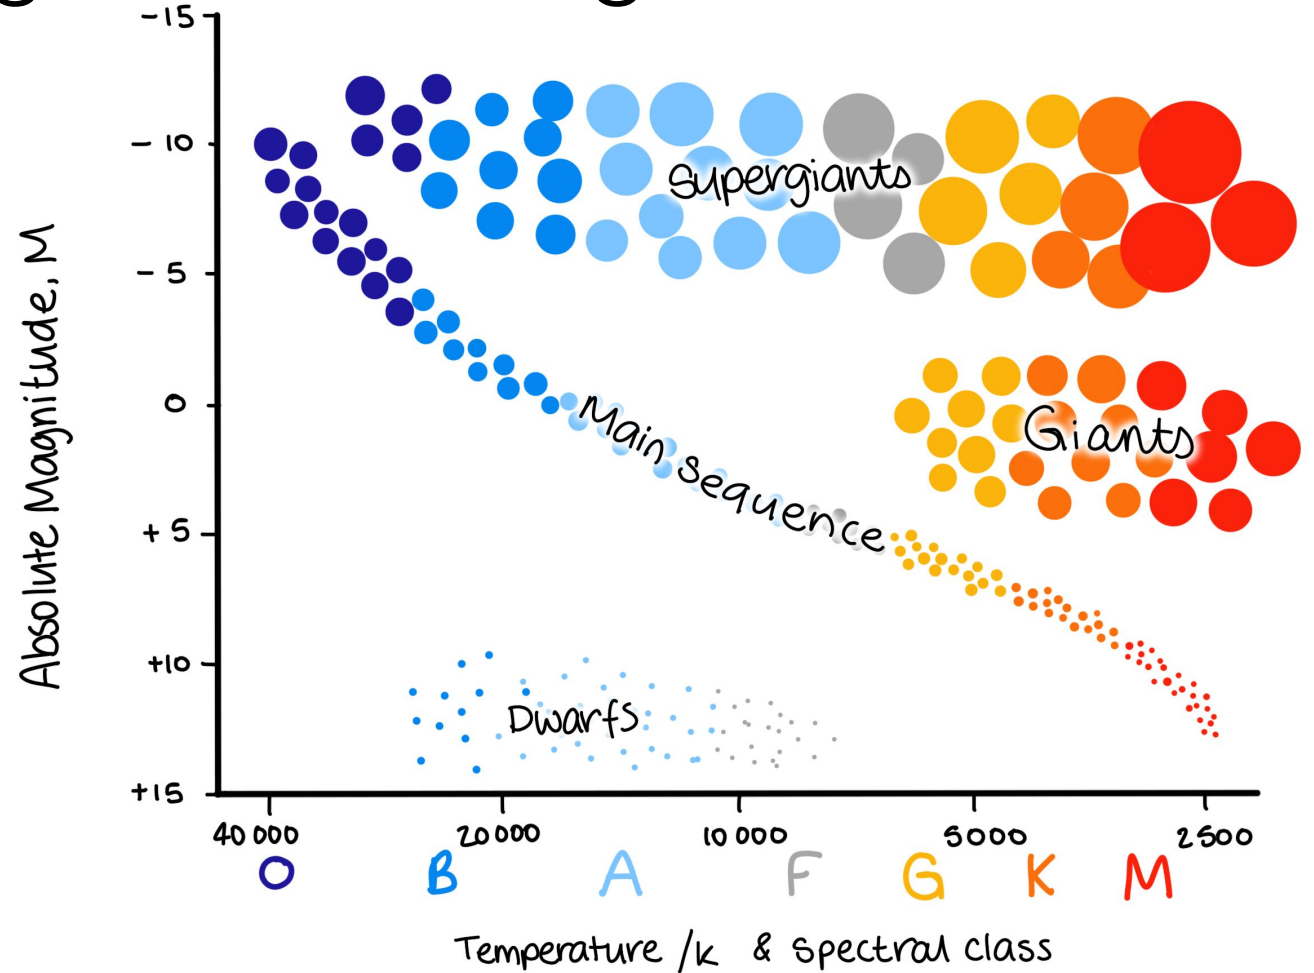 -15
-10
-5
0
+5
+10
+15
Absolute Magnitude, M
Supergiants
Giants
Main sequence
Dwarfs
40 000 20 000 10 000 5000 2500
O B A F G K M
Temperature /K & spectral class